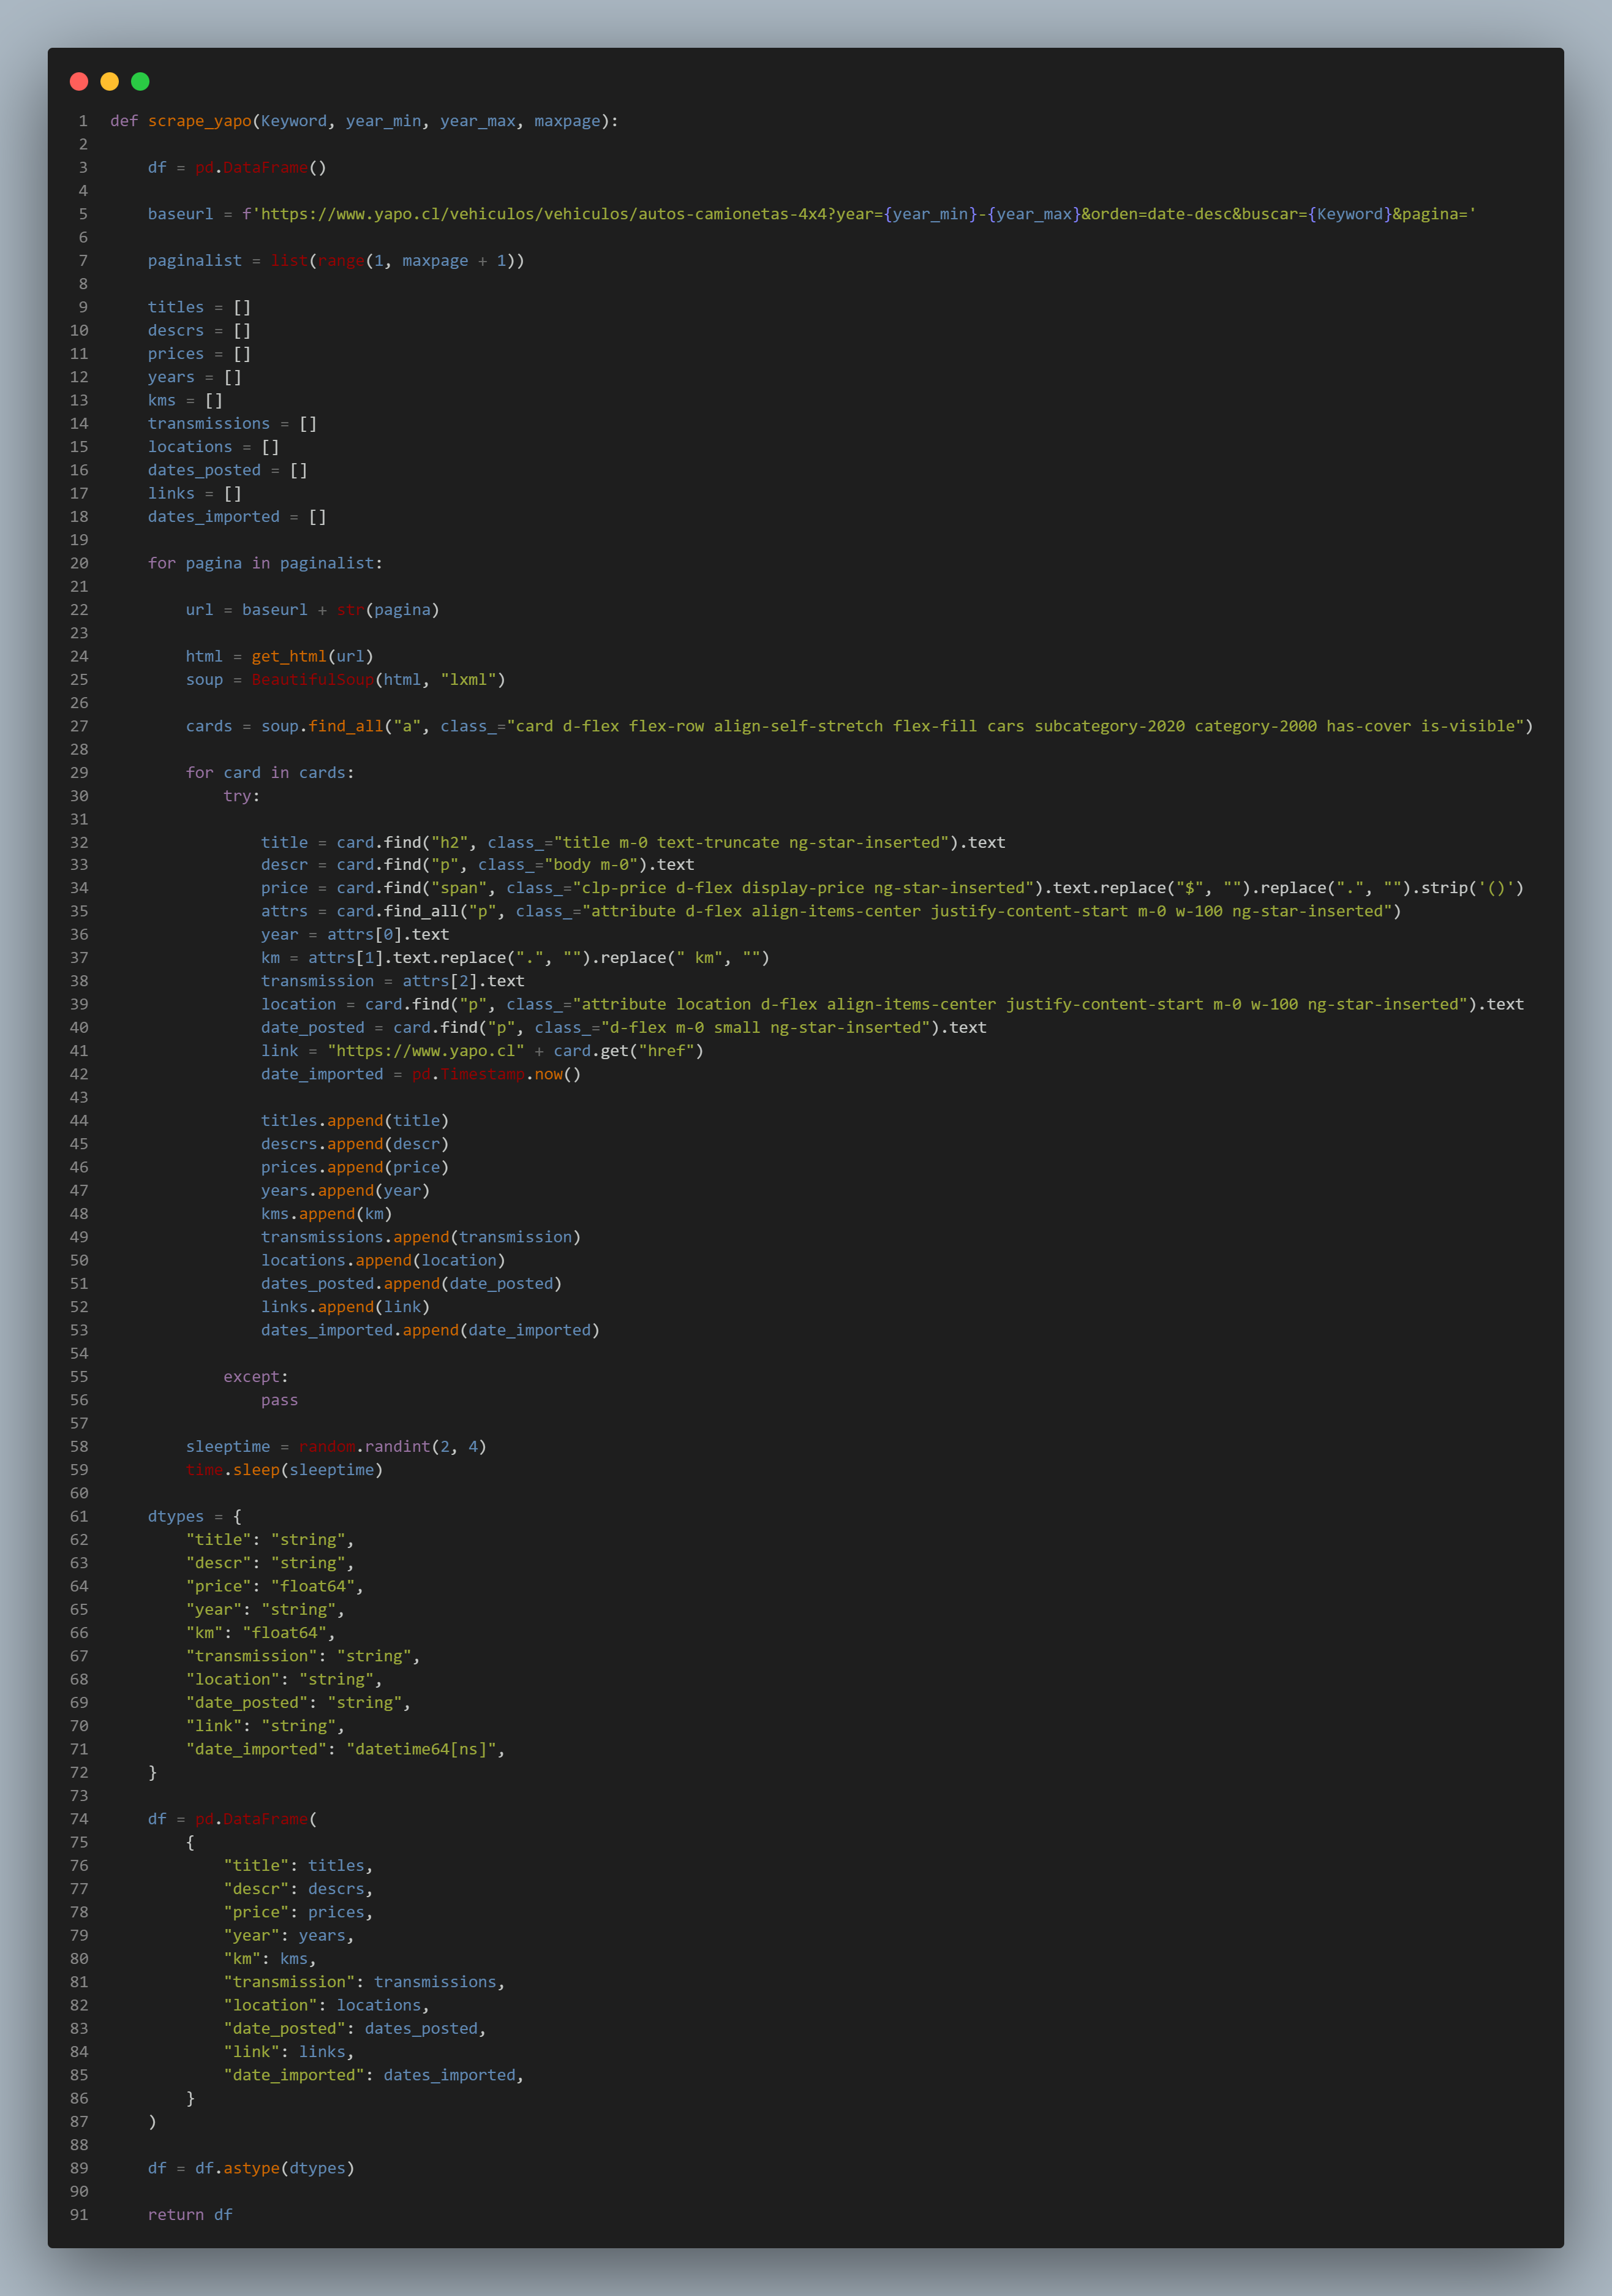 1 def scrape_yapo(Keyword, year_min, year_max, maxpage):
2
3     df = pd.DataFrame()
4
5     baseurl = f'https://www.yapo.cl/vehiculos/vehiculos/autos-camionetas-4x4?year={year_min}-{year_max}&orden=date-desc&buscar={Keyword}&pagina='
6
7     paginalist = list(range(1, maxpage + 1))
8
9     titles = []
10     descrs = []
11     prices = []
12     years = []
13     kms = []
14     transmissions = []
15     locations = []
16     dates_posted = []
17     links = []
18     dates_imported = []
19
20     for pagina in paginalist:
21
22         url = baseurl + str(pagina)
23
24         html = get_html(url)
25         soup = BeautifulSoup(html, "lxml")
26
27         cards = soup.find_all("a", class_="card d-flex flex-row align-self-stretch flex-fill cars subcategory-2020 category-2000 has-cover is-visible")
28
29         for card in cards:
30             try:
31
32                 title = card.find("h2", class_="title m-0 text-truncate ng-star-inserted").text
33                 descr = card.find("p", class_="body m-0").text
34                 price = card.find("span", class_="clp-price d-flex display-price ng-star-inserted").text.replace("$", "").replace(".", "").strip('()')
35                 attrs = card.find_all("p", class_="attribute d-flex align-items-center justify-content-start m-0 w-100 ng-star-inserted")
36                 year = attrs[0].text
37                 km = attrs[1].text.replace(".", "").replace(" km", "")
38                 transmission = attrs[2].text
39                 location = card.find("p", class_="attribute location d-flex align-items-center justify-content-start m-0 w-100 ng-star-inserted").text
40                 date_posted = card.find("p", class_="d-flex m-0 small ng-star-inserted").text
41                 link = "https://www.yapo.cl" + card.get("href")
42                 date_imported = pd.Timestamp.now()
43
44                 titles.append(title)
45                 descrs.append(descr)
46                 prices.append(price)
47                 years.append(year)
48                 kms.append(km)
49                 transmissions.append(transmission)
50                 locations.append(location)
51                 dates_posted.append(date_posted)
52                 links.append(link)
53                 dates_imported.append(date_imported)
54
55             except:
56                 pass
57
58         sleeptime = random.randint(2, 4)
59         time.sleep(sleeptime)
60
61     dtypes = {
62         "title": "string",
63         "descr": "string",
64         "price": "float64",
65         "year": "string",
66         "km": "float64",
67         "transmission": "string",
68         "location": "string",
69         "date_posted": "string",
70         "link": "string",
71         "date_imported": "datetime64[ns]",
72     }
73
74     df = pd.DataFrame(
75         {
76             "title": titles,
77             "descr": descrs,
78             "price": prices,
79             "year": years,
80             "km": kms,
81             "transmission": transmissions,
82             "location": locations,
83             "date_posted": dates_posted,
84             "link": links,
85             "date_imported": dates_imported,
86         }
87     )
88
89     df = df.astype(dtypes)
90
91     return df